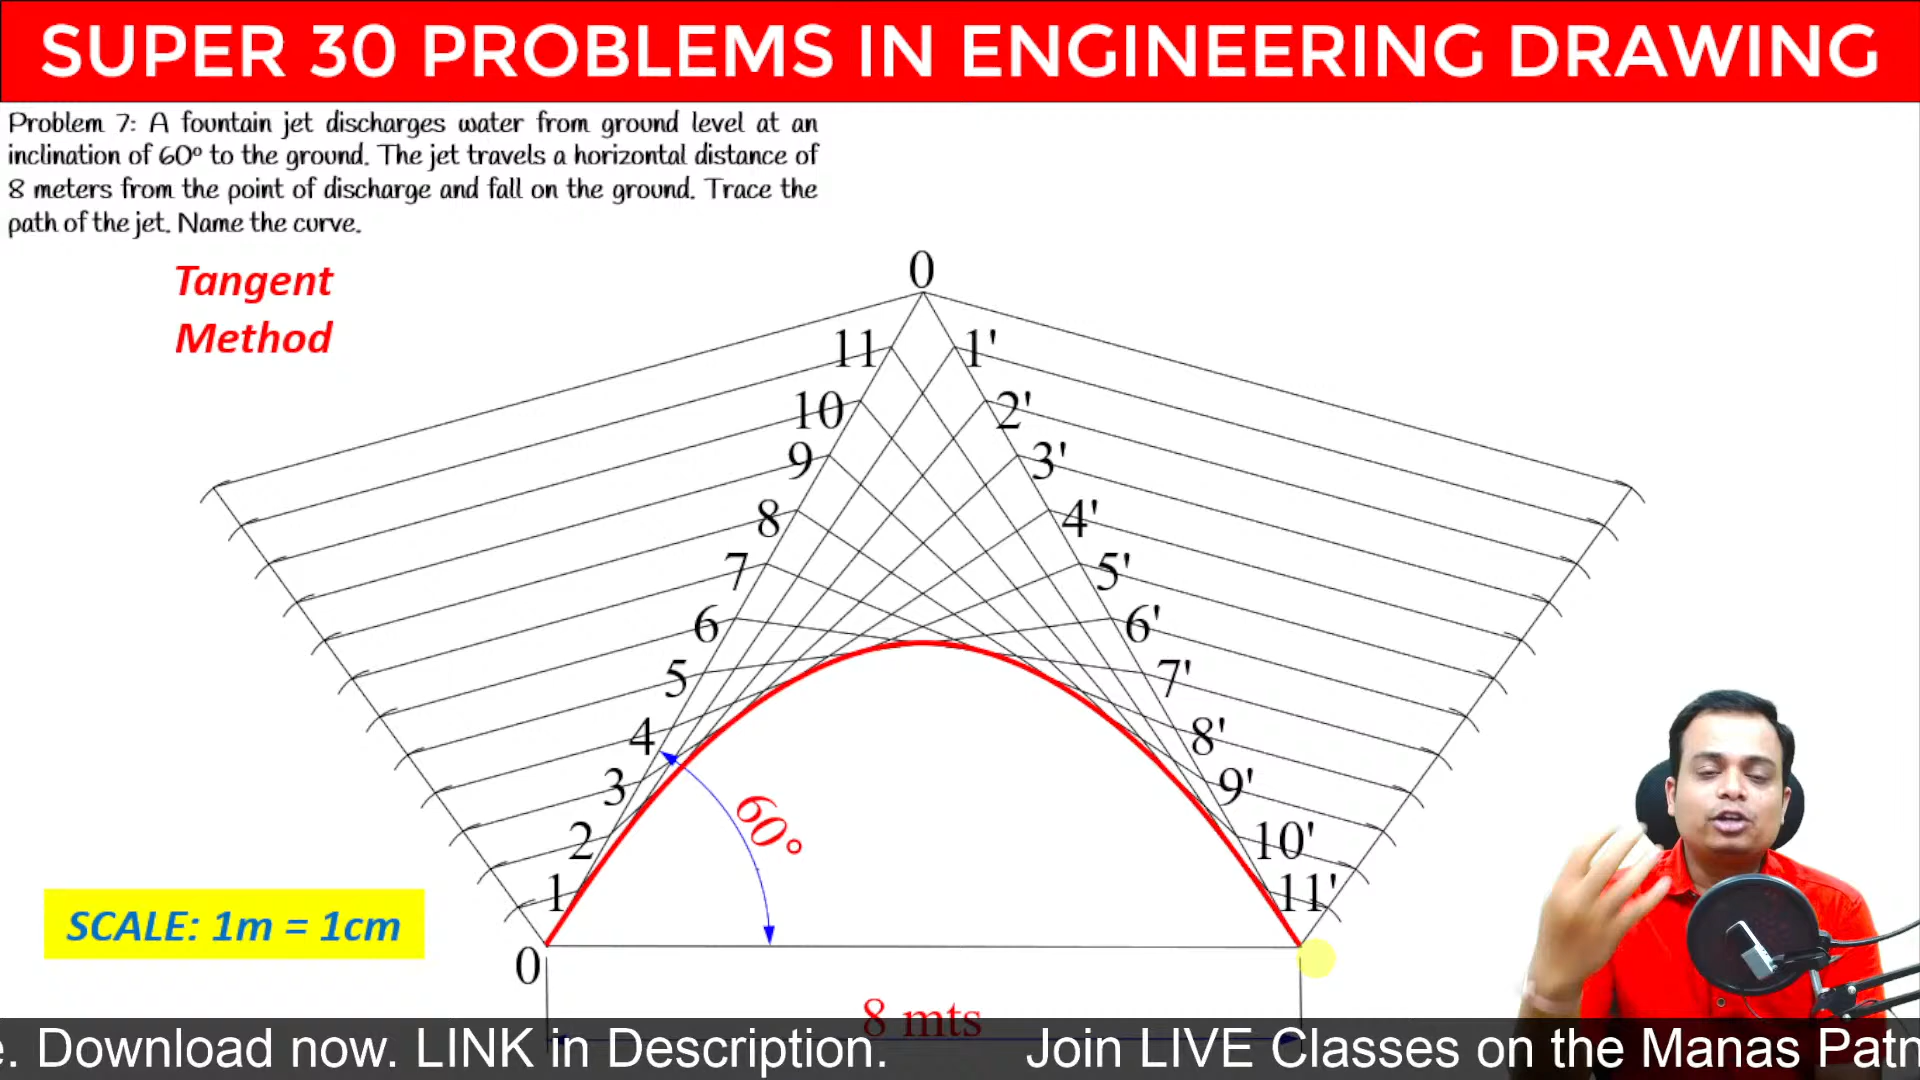 SUPER 30 PROBLEMS IN ENGINEERING DRAWING
Problem 7: A fountain jet discharges water from ground level at an
inclination of 60° to the ground. The jet travels a horizontal distance of
8 meters from the point of discharge and fall on the ground. Trace the
path of the jet. Name the curve.
Tangent
Method
0
11 1'
10 2'
9 3'
8 4'
7 5'
6 6'
5 7'
4 8'
3 9'
2 10'
1 11'
60°
SCALE: 1m = 1cm
0
8 mts
e. Download now. LINK in Description. Join LIVE Classes on the Manas Patn